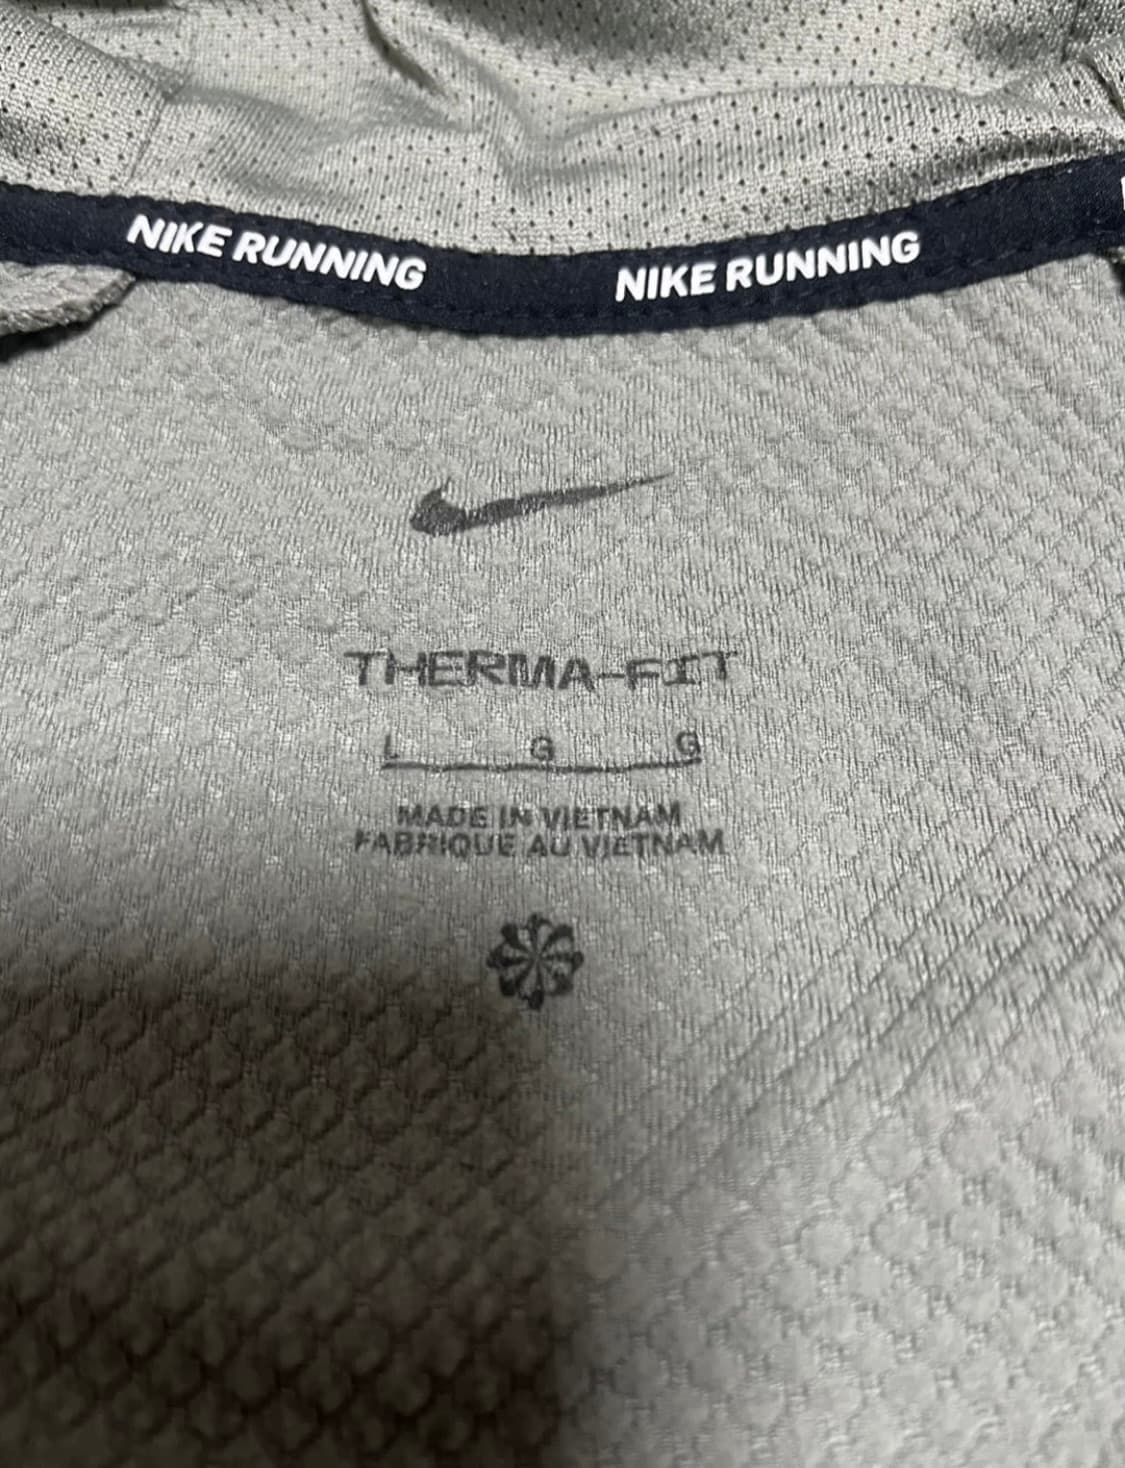 NIKE RUNNING NIKE RUNNING
THERMA-FIT
L G G
MADE IN VIETNAM
FABRIQUE AU VIETNAM